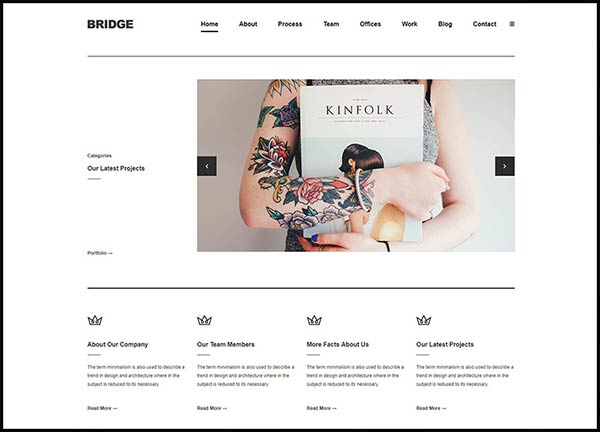 BRIDGE
Home About Process Team Offices Work Blog Contact
KINFOLK
Categories
Our Latest Projects
Portfolio →
About Our Company
The term minimalism is also used to describe a
trend in design and architecture where in the
subject is reduced to its necessary.
Read More →
Our Team Members
The term minimalism is also used to describe a
trend in design and architecture where in the
subject is reduced to its necessary.
Read More →
More Facts About Us
The term minimalism is also used to describe a
trend in design and architecture where in the
subject is reduced to its necessary.
Read More →
Our Latest Projects
The term minimalism is also used to describe a
trend in design and architecture where in the
subject is reduced to its necessary.
Read More →